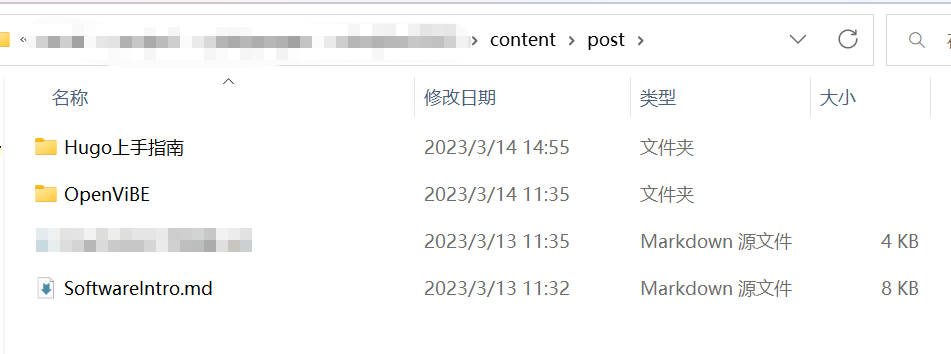 « content > post >
名称 修改日期 类型 大小
Hugo上手指南 2023/3/14 14:55 文件夹
OpenViBE 2023/3/14 11:35 文件夹
2023/3/13 11:35 Markdown 源文件 4 KB
SoftwareIntro.md 2023/3/13 11:32 Markdown 源文件 8 KB